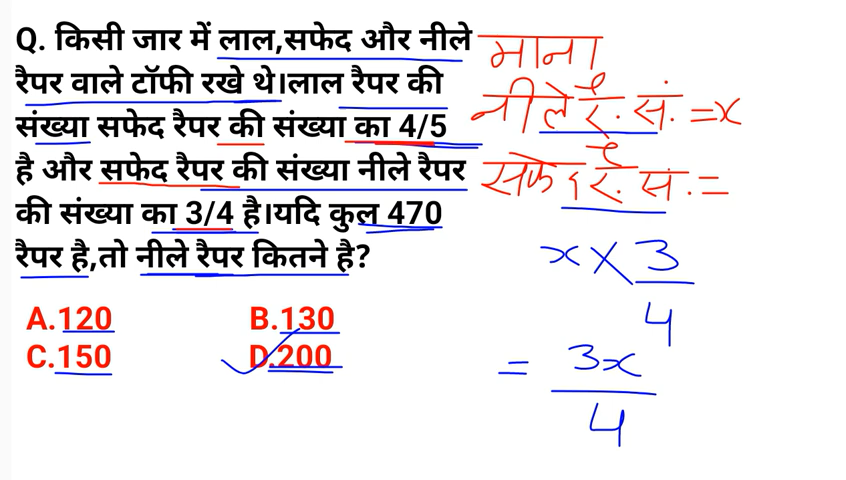 Q. किसी जार में लाल,सफेद और नीले
रैपर वाले टॉफी रखे थे।लाल रैपर की
संख्या सफेद रैपर की संख्या का 4/5
है और सफेद रैपर की संख्या नीले रैपर
की संख्या का 3/4 है।यदि कुल 470
रैपर है,तो नीले रैपर कितने है?
A.120 B.130
C.150 D.200
माना
नीले रै. सं. = x
सफेद रै. सं. =
x × 3/4
= 3x/4